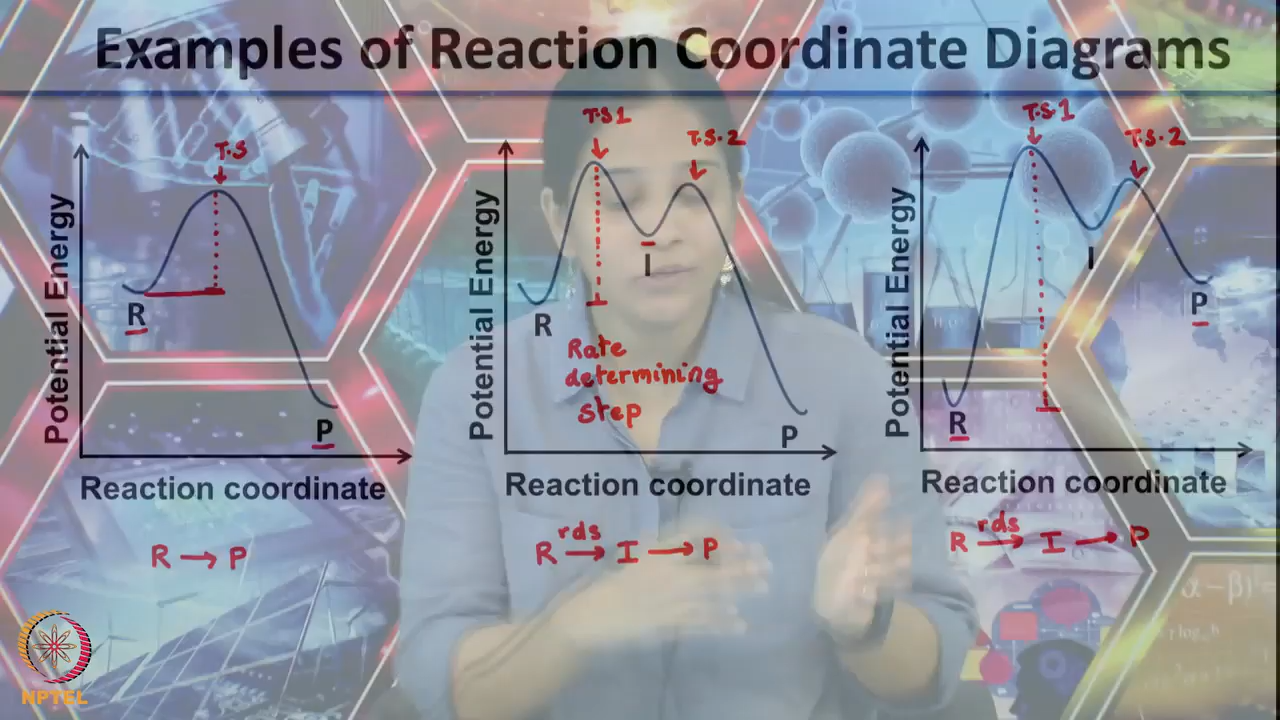 Examples of Reaction Coordinate Diagrams
T.S
Potential Energy
R
P
Reaction coordinate
R → P
T.S 1
T.S. 2
Potential Energy
R
I
Rate
determining
step
P
Reaction coordinate
rds
R → I → P
T.S. 1
T.S. 2
Potential Energy
I
P
R
Reaction coordinate
rds
R → I → P
NPTEL